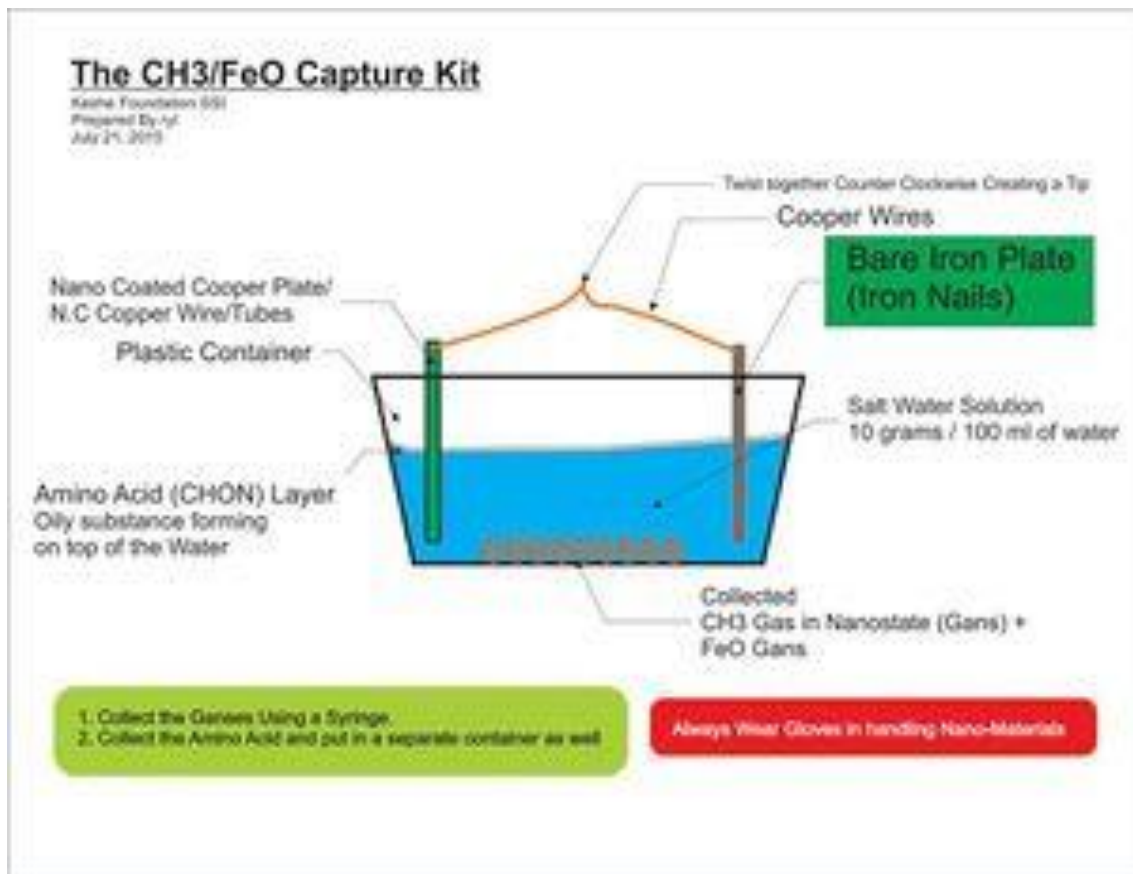 The CH3/FeO Capture Kit
Keshe Foundation SSI
Prepared By ryl
July 21, 2015
Twist together Counter Clockwise Creating a Tip
Cooper Wires
Bare Iron Plate
(Iron Nails)
Nano Coated Cooper Plate/
N.C Copper Wire/Tubes
Plastic Container
Salt Water Solution
10 grams / 100 ml of water
Amino Acid (CHON) Layer
Oily substance forming
on top of the Water
Collected
CH3 Gas in Nanostate (Gans) +
FeO Gans
1. Collect the Ganses Using a Syringe.
2. Collect the Amino Acid and put in a separate container as well
Always Wear Gloves in handling Nano-Materials